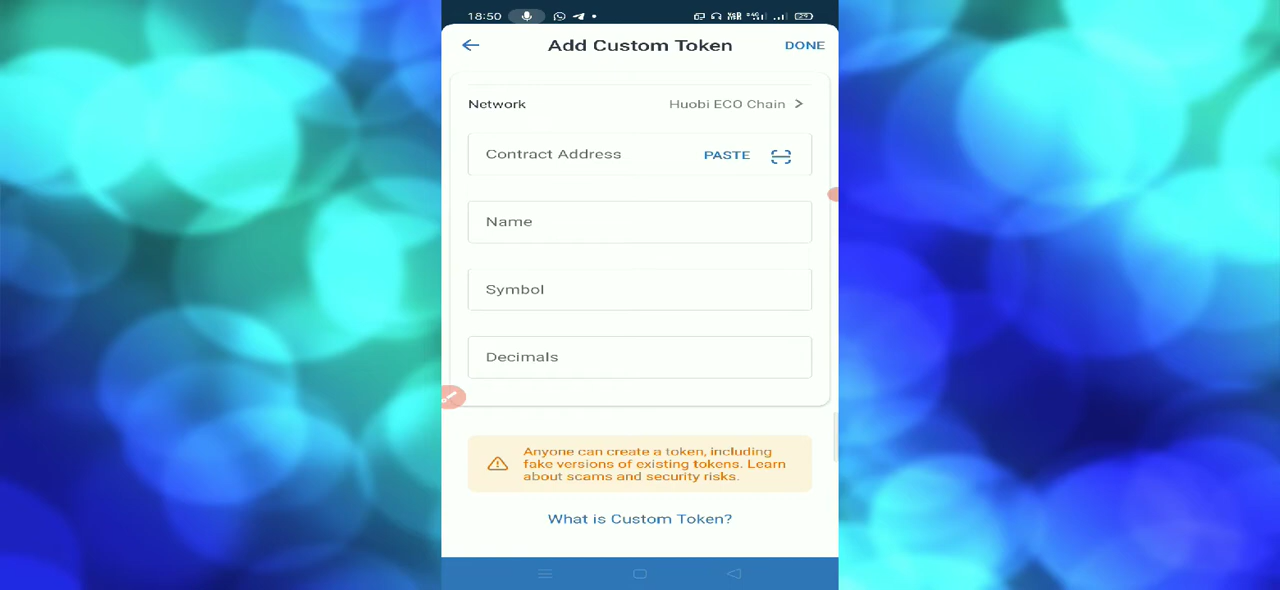 18:50
Add Custom Token
DONE
Network
Huobi ECO Chain
Contract Address
PASTE
Name
Symbol
Decimals
Anyone can create a token, including
fake versions of existing tokens. Learn
about scams and security risks.
What is Custom Token?